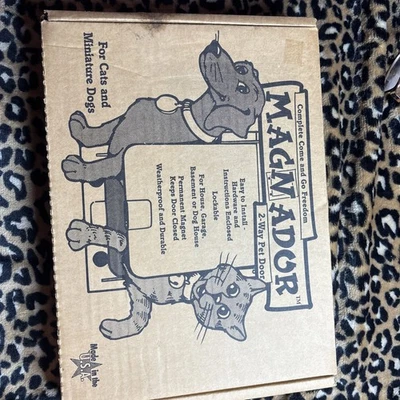 Complete Come and Go Freedom
MAGNADOR™
2-Way Pet Door
Easy to Install -
Hardware and
Instructions Enclosed
Lockable
For House, Garage,
Basement or Dog House
Permanent Magnet
Keeps Door Closed
Weatherproof and Durable
For Cats and
Miniature Dogs
Made in the
U.S.A.